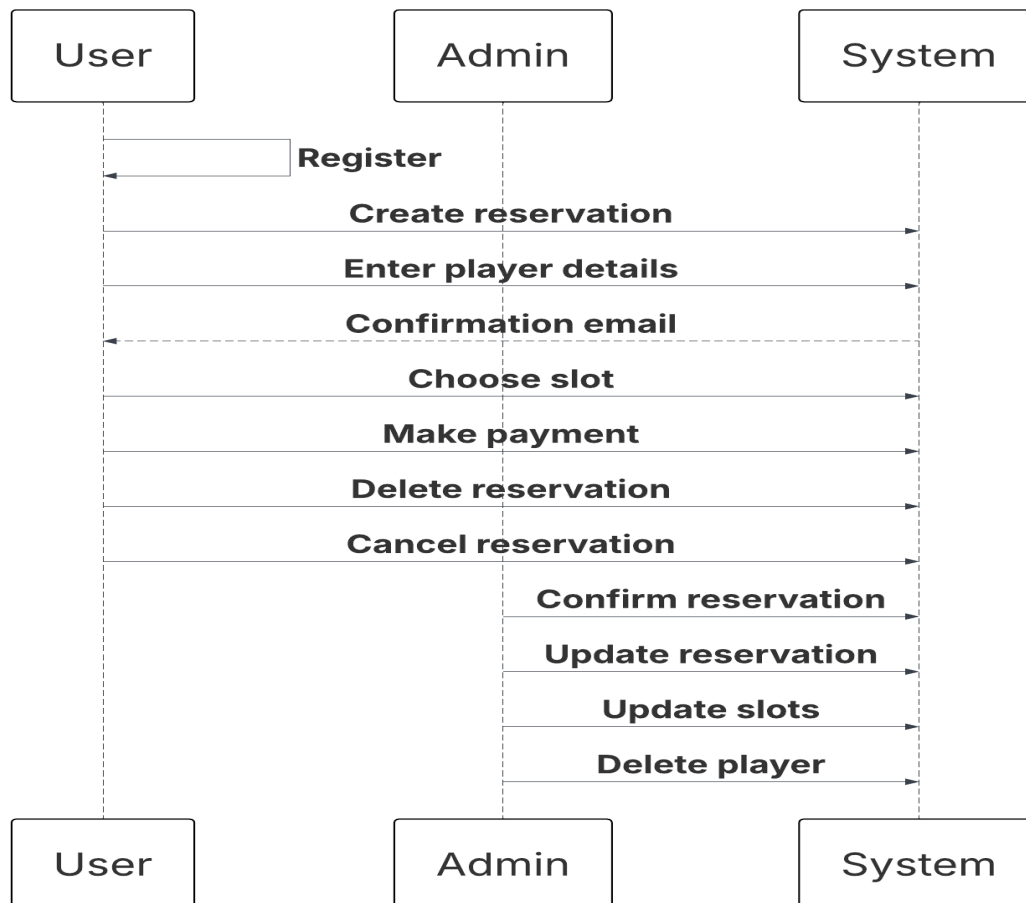 User Admin System
Register
Create reservation
Enter player details
Confirmation email
Choose slot
Make payment
Delete reservation
Cancel reservation
Confirm reservation
Update reservation
Update slots
Delete player
User Admin System